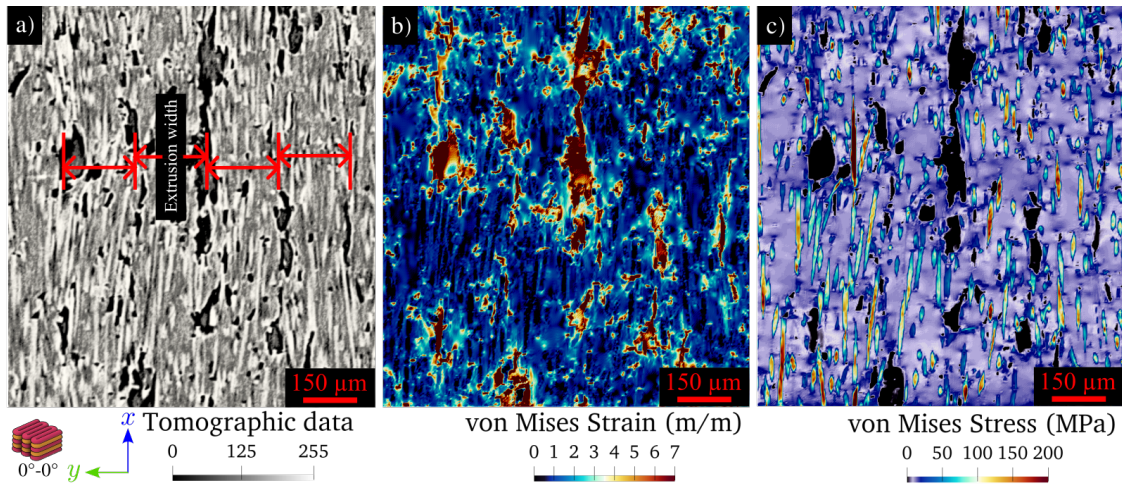 a)
b)
c)
Extrusion width
150 µm
150 µm
150 µm
0°-0°
x
y
Tomographic data
0 125 255
von Mises Strain (m/m)
0 1 2 3 4 5 6 7
von Mises Stress (MPa)
0 50 100 150 200